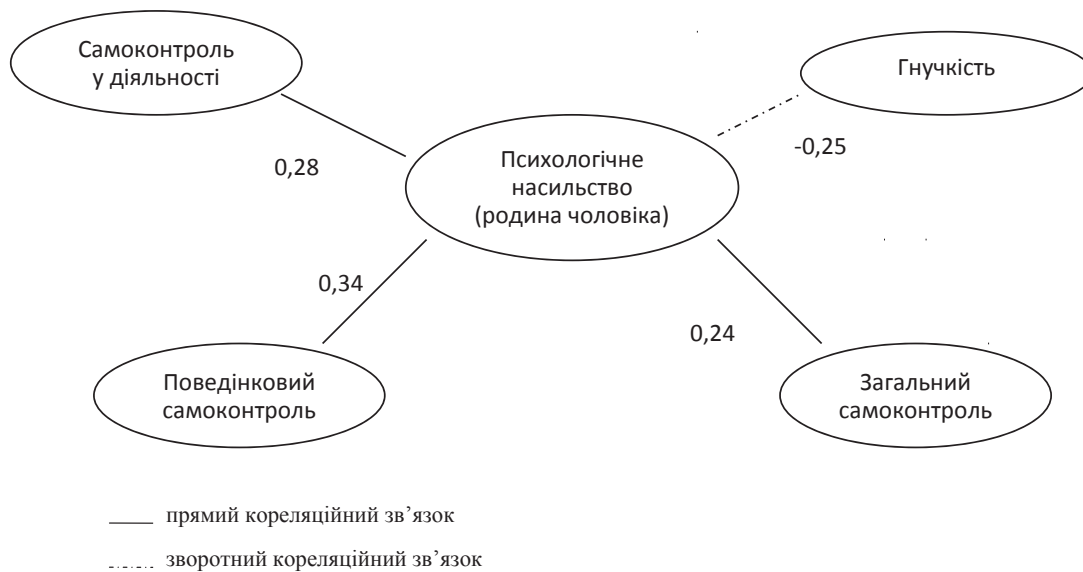 Самоконтроль
у діяльності
Гнучкість
0,28
-0,25
Психологічне
насильство
(родина чоловіка)
0,34
0,24
Поведінковий
самоконтроль
Загальний
самоконтроль
прямий кореляційний зв’язок
зворотний кореляційний зв’язок